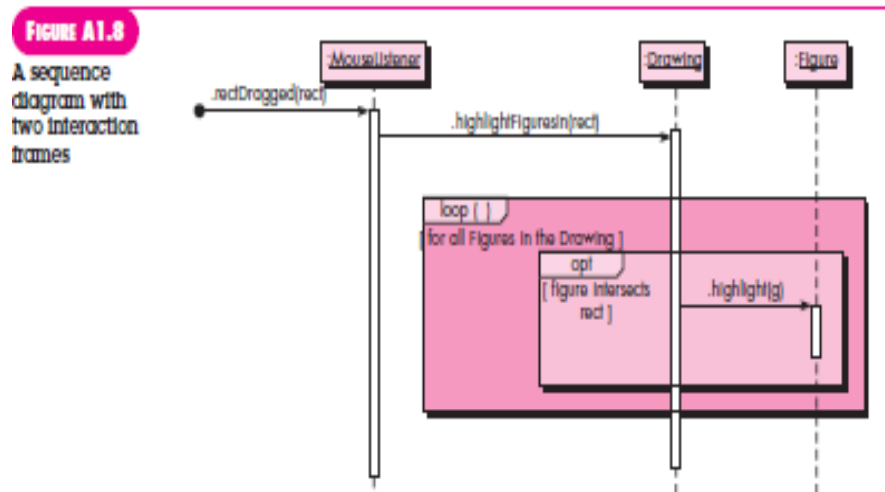 FIGURE A1.8
A sequence
diagram with
two interaction
frames
:MouseListener
:Drawing
:Figure
.rectDragged(rect)
.highlightFiguresIn(rect)
loop ( )
[ for all Figures in the Drawing ]
opt
[ figure intersects
rect ]
.highlight(g)